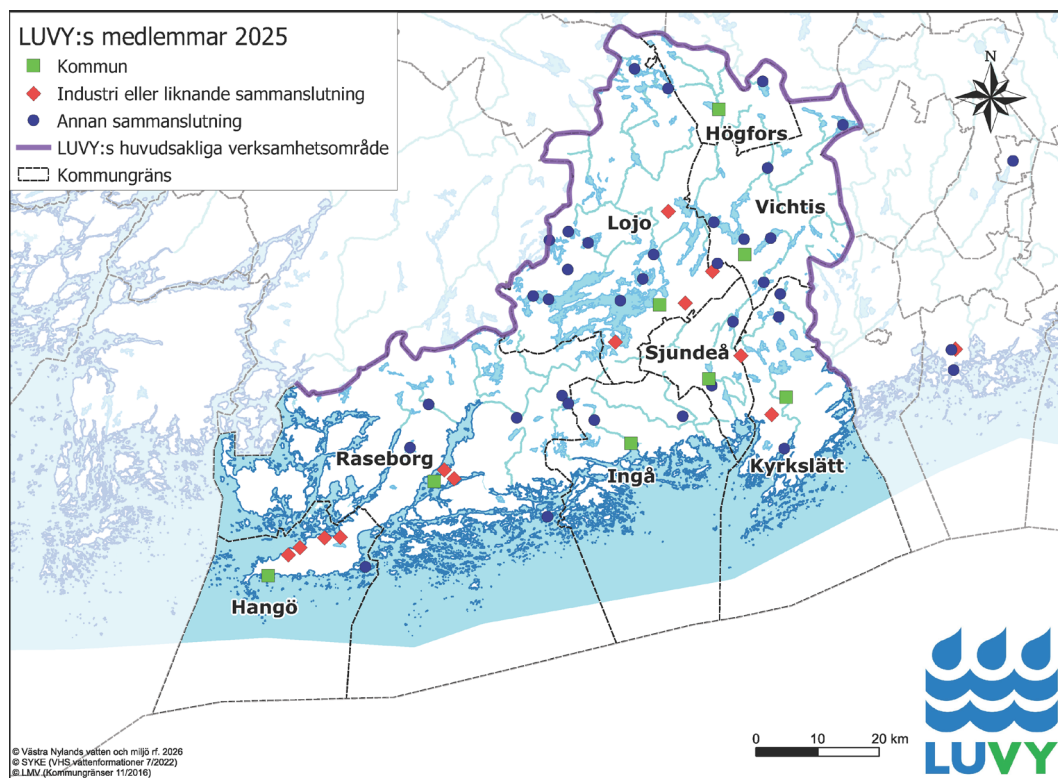 LUVY:s medlemmar 2025
Kommun
Industri eller liknande sammanslutning
Annan sammanslutning
LUVY:s huvudsakliga verksamhetsområde
Kommungräns
N
Högfors
Vichtis
Lojo
Sjundeå
Raseborg
Ingå
Kyrkslätt
Hangö
0 10 20 km
LUVY
© Västra Nylands vatten och miljö rf. 2026
© SYKE (VHS vattenformationer 7/2022)
© LMV (Kommungränser 11/2016)